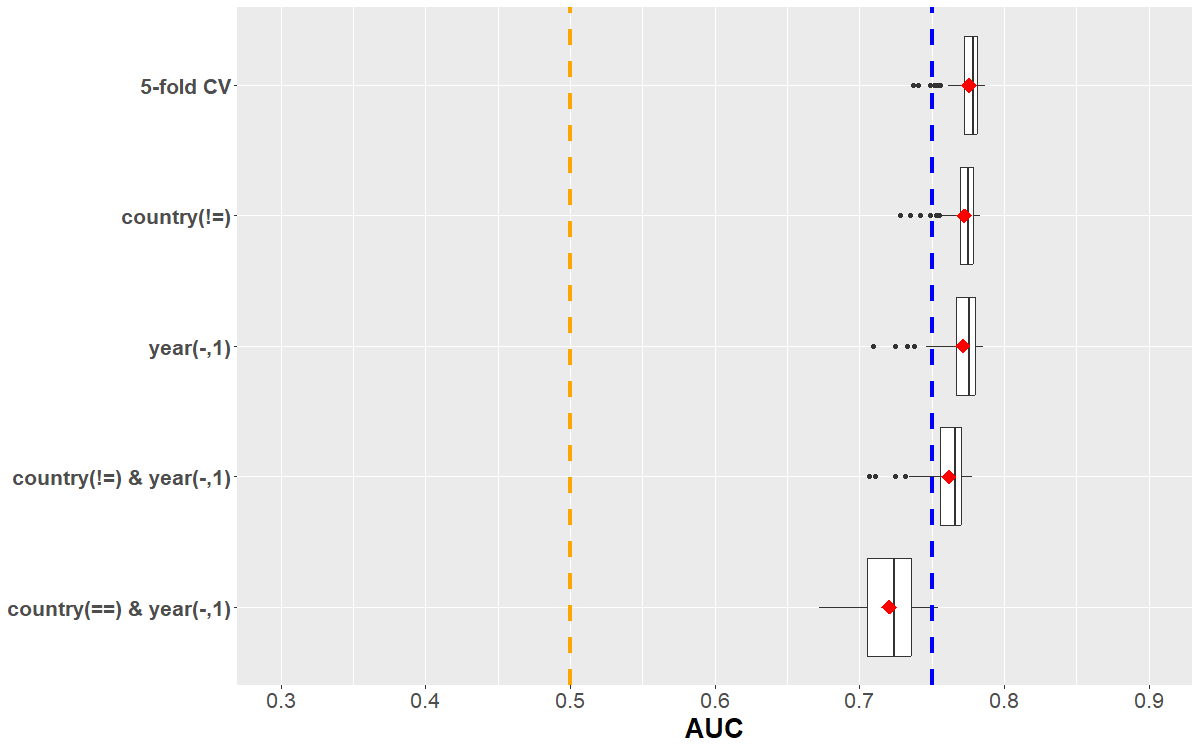 5-fold CV
country(!=)
year(-,1)
country(!=) & year(-,1)
country(==) & year(-,1)
0.3 0.4 0.5 0.6 0.7 0.8 0.9
AUC